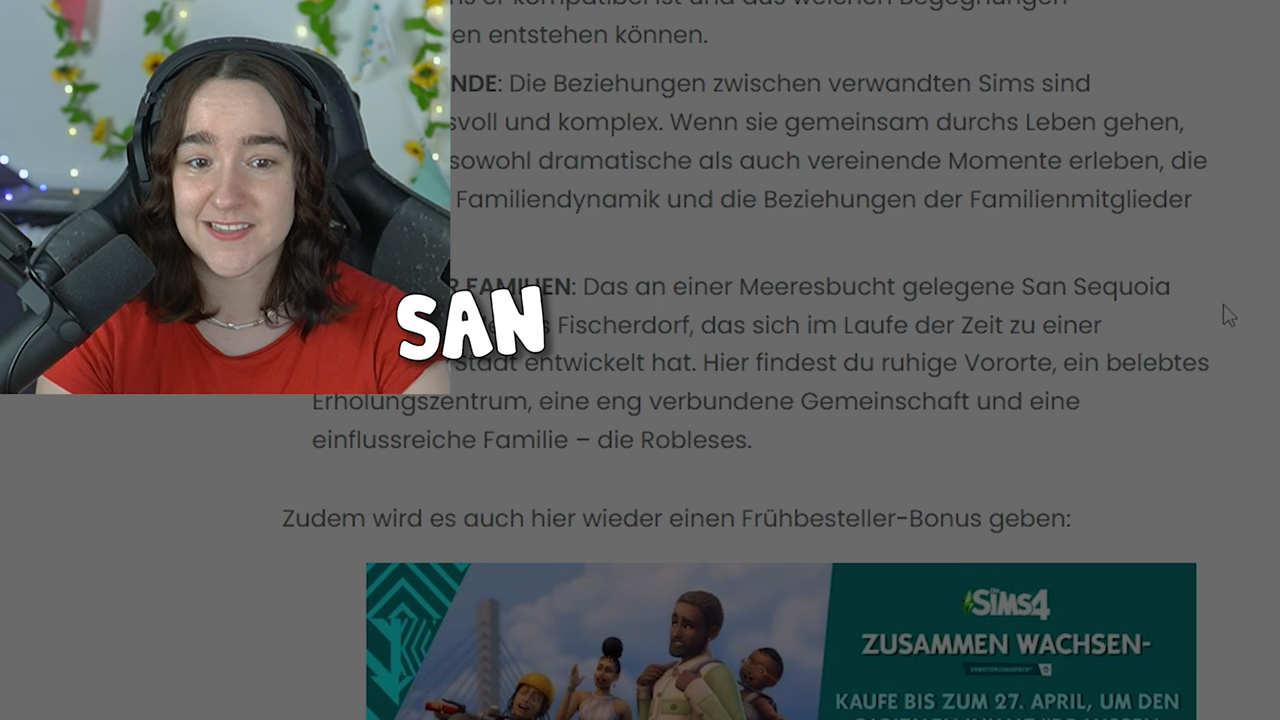 en entstehen können.
NDE: Die Beziehungen zwischen verwandten Sims sind
svoll und komplex. Wenn sie gemeinsam durchs Leben gehen,
sowohl dramatische als auch vereinende Momente erleben, die
Familiendynamik und die Beziehungen der Familienmitglieder
FAMILIEN: Das an einer Meeresbucht gelegene San Sequoia
SAN
Fischerdorf, das sich im Laufe der Zeit zu einer
Stadt entwickelt hat. Hier findest du ruhige Vororte, ein belebtes
Erholungszentrum, eine eng verbundene Gemeinschaft und eine
einflussreiche Familie – die Robleses.
Zudem wird es auch hier wieder einen Frühbesteller-Bonus geben:
Die SiMS4
ZUSAMMEN WACHSEN-
ERWEITERUNGSPACK
KAUFE BIS ZUM 27. APRIL, UM DEN